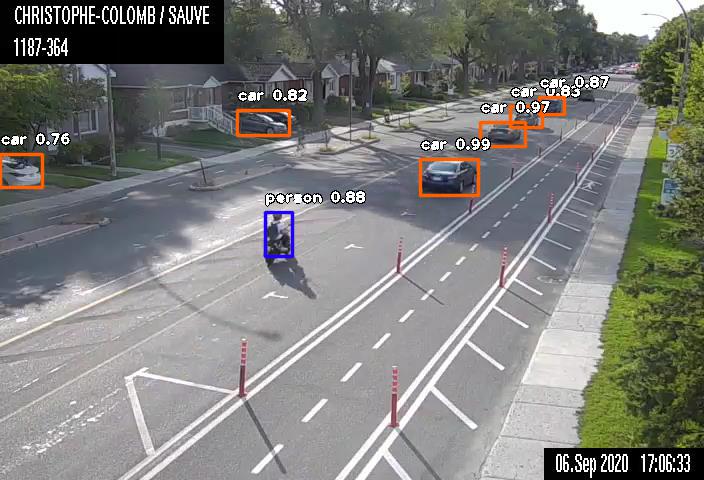 CHRISTOPHE-COLOMB / SAUVE
1187-364
car 0.87
car 0.83
car 0.82
car 0.97
car 0.76
car 0.99
person 0.88
06.Sep 2020 17:06:33